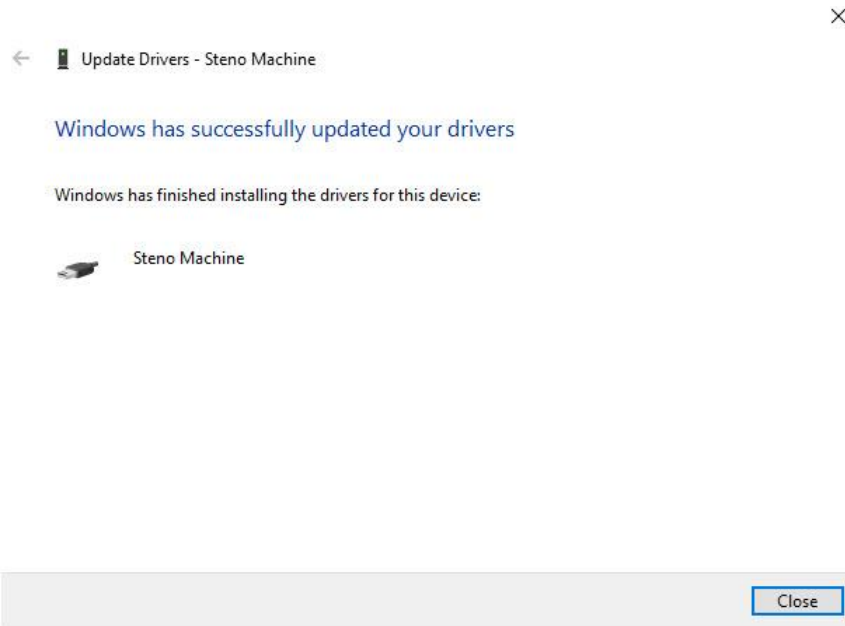 Update Drivers - Steno Machine
Windows has successfully updated your drivers
Windows has finished installing the drivers for this device:
Steno Machine
Close